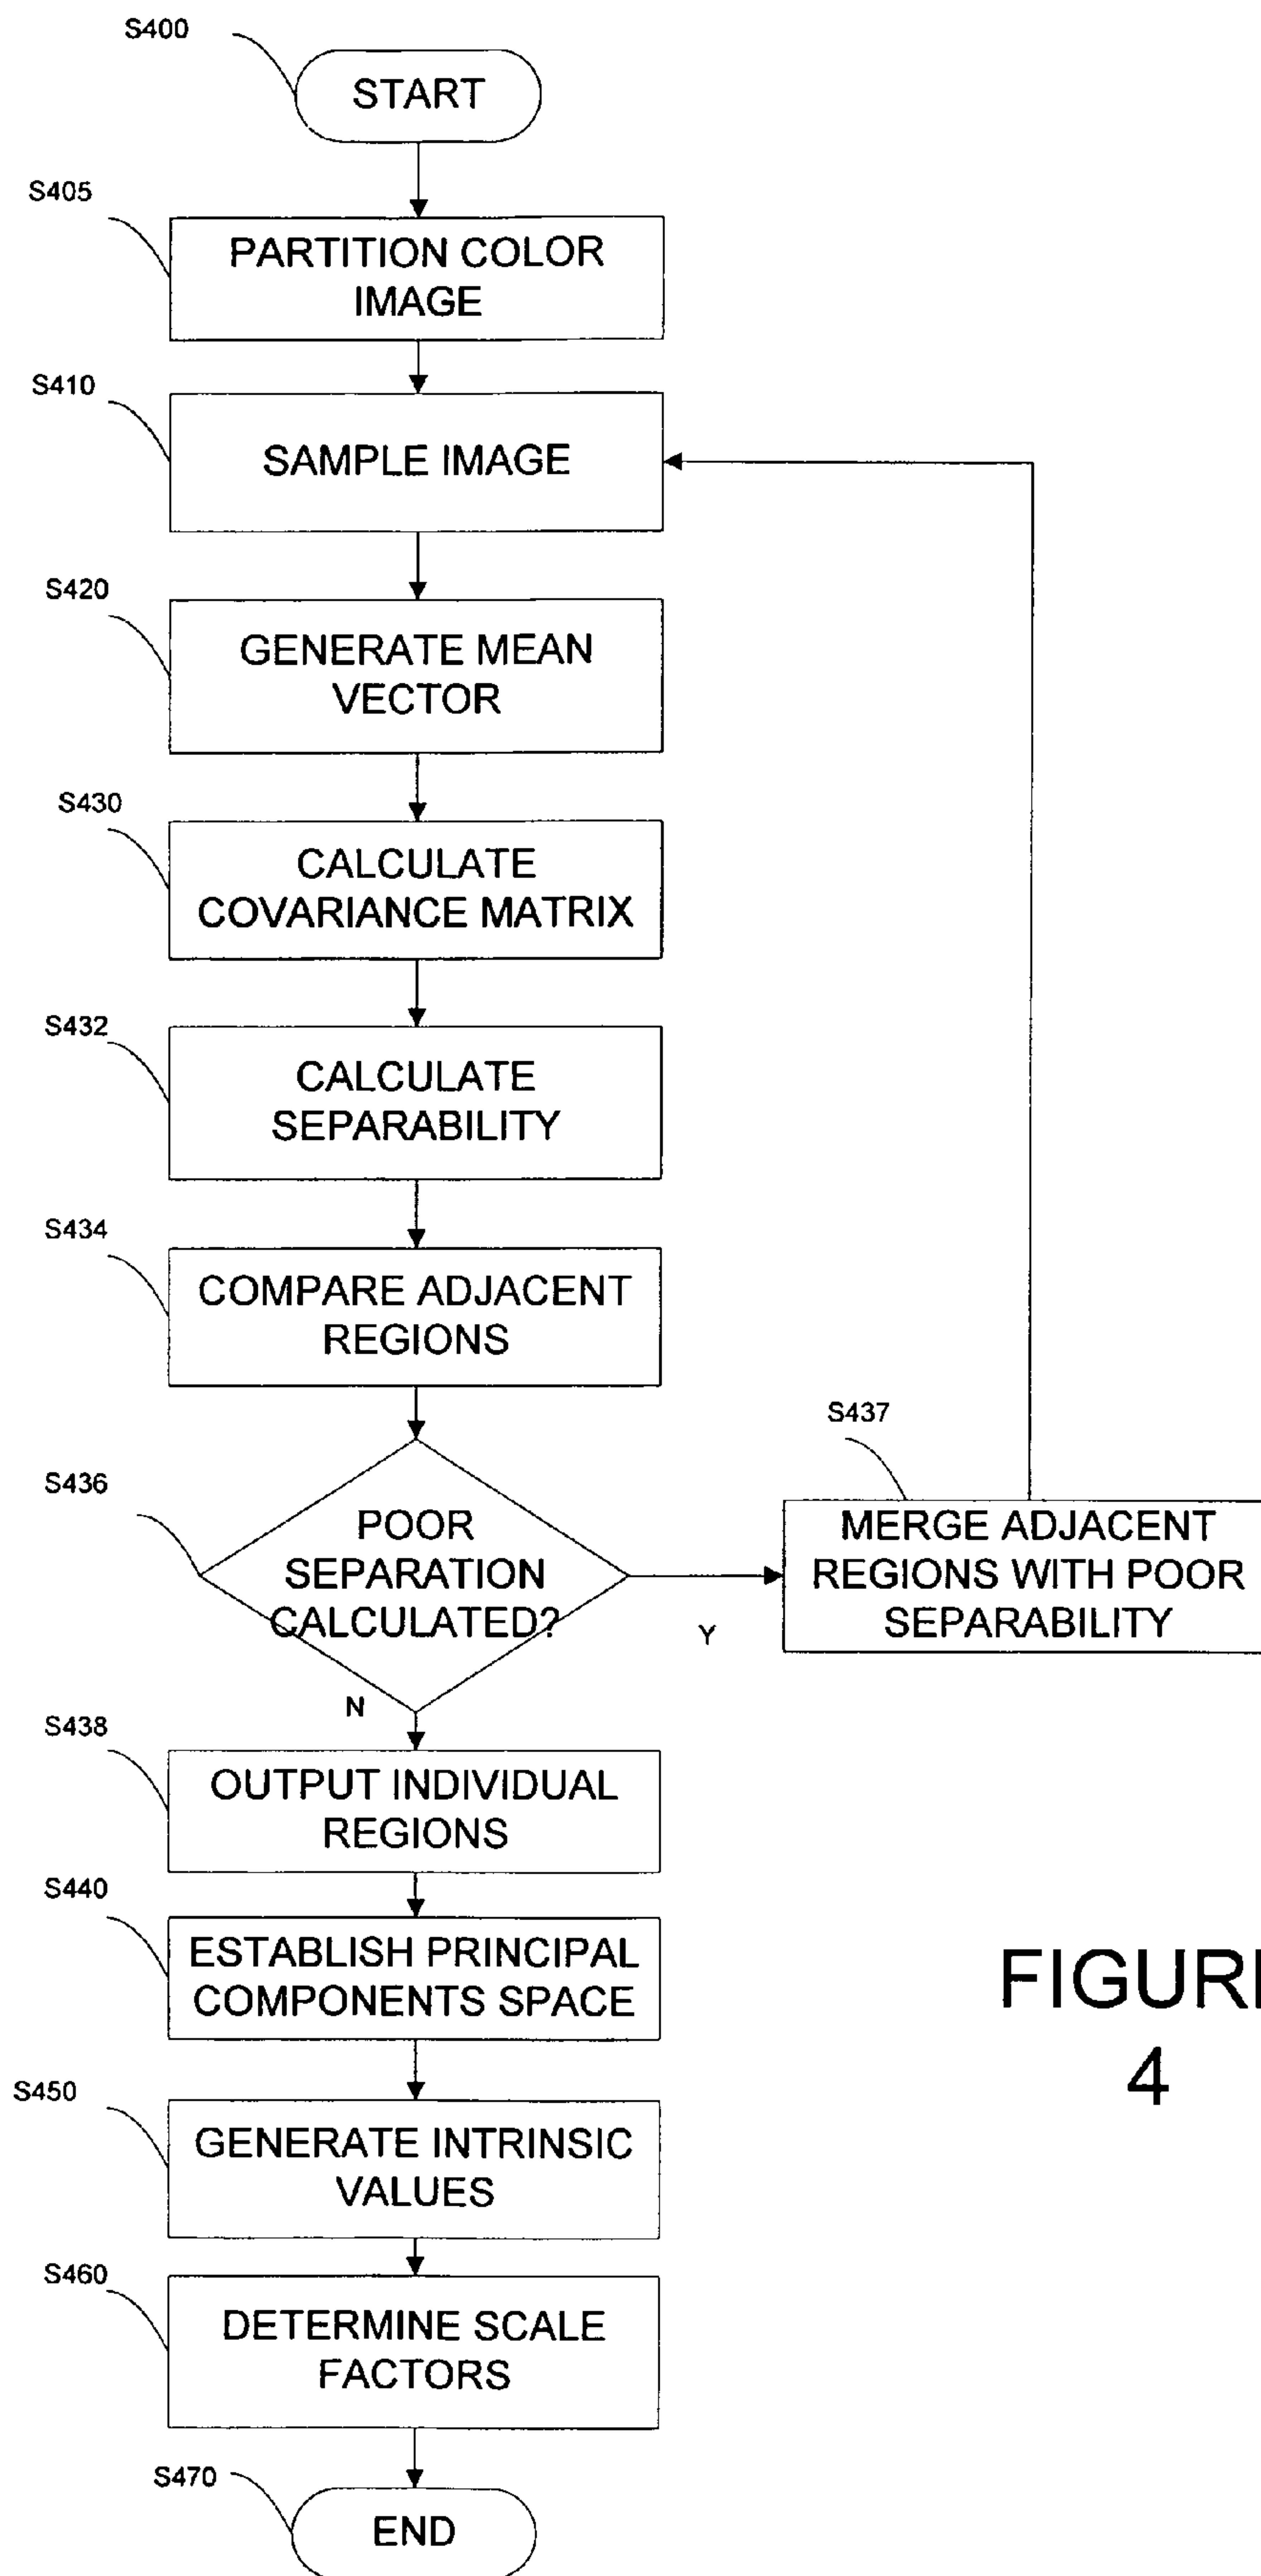 S400
START
S405
PARTITION COLOR
IMAGE
S410
SAMPLE IMAGE
S420
GENERATE MEAN
VECTOR
S430
CALCULATE
COVARIANCE MATRIX
S432
CALCULATE
SEPARABILITY
S434
COMPARE ADJACENT
REGIONS
S436
POOR
SEPARATION
CALCULATED?
Y
N
S437
MERGE ADJACENT
REGIONS WITH POOR
SEPARABILITY
S438
OUTPUT INDIVIDUAL
REGIONS
S440
ESTABLISH PRINCIPAL
COMPONENTS SPACE
S450
GENERATE INTRINSIC
VALUES
S460
DETERMINE SCALE
FACTORS
S470
END
FIGURE
4